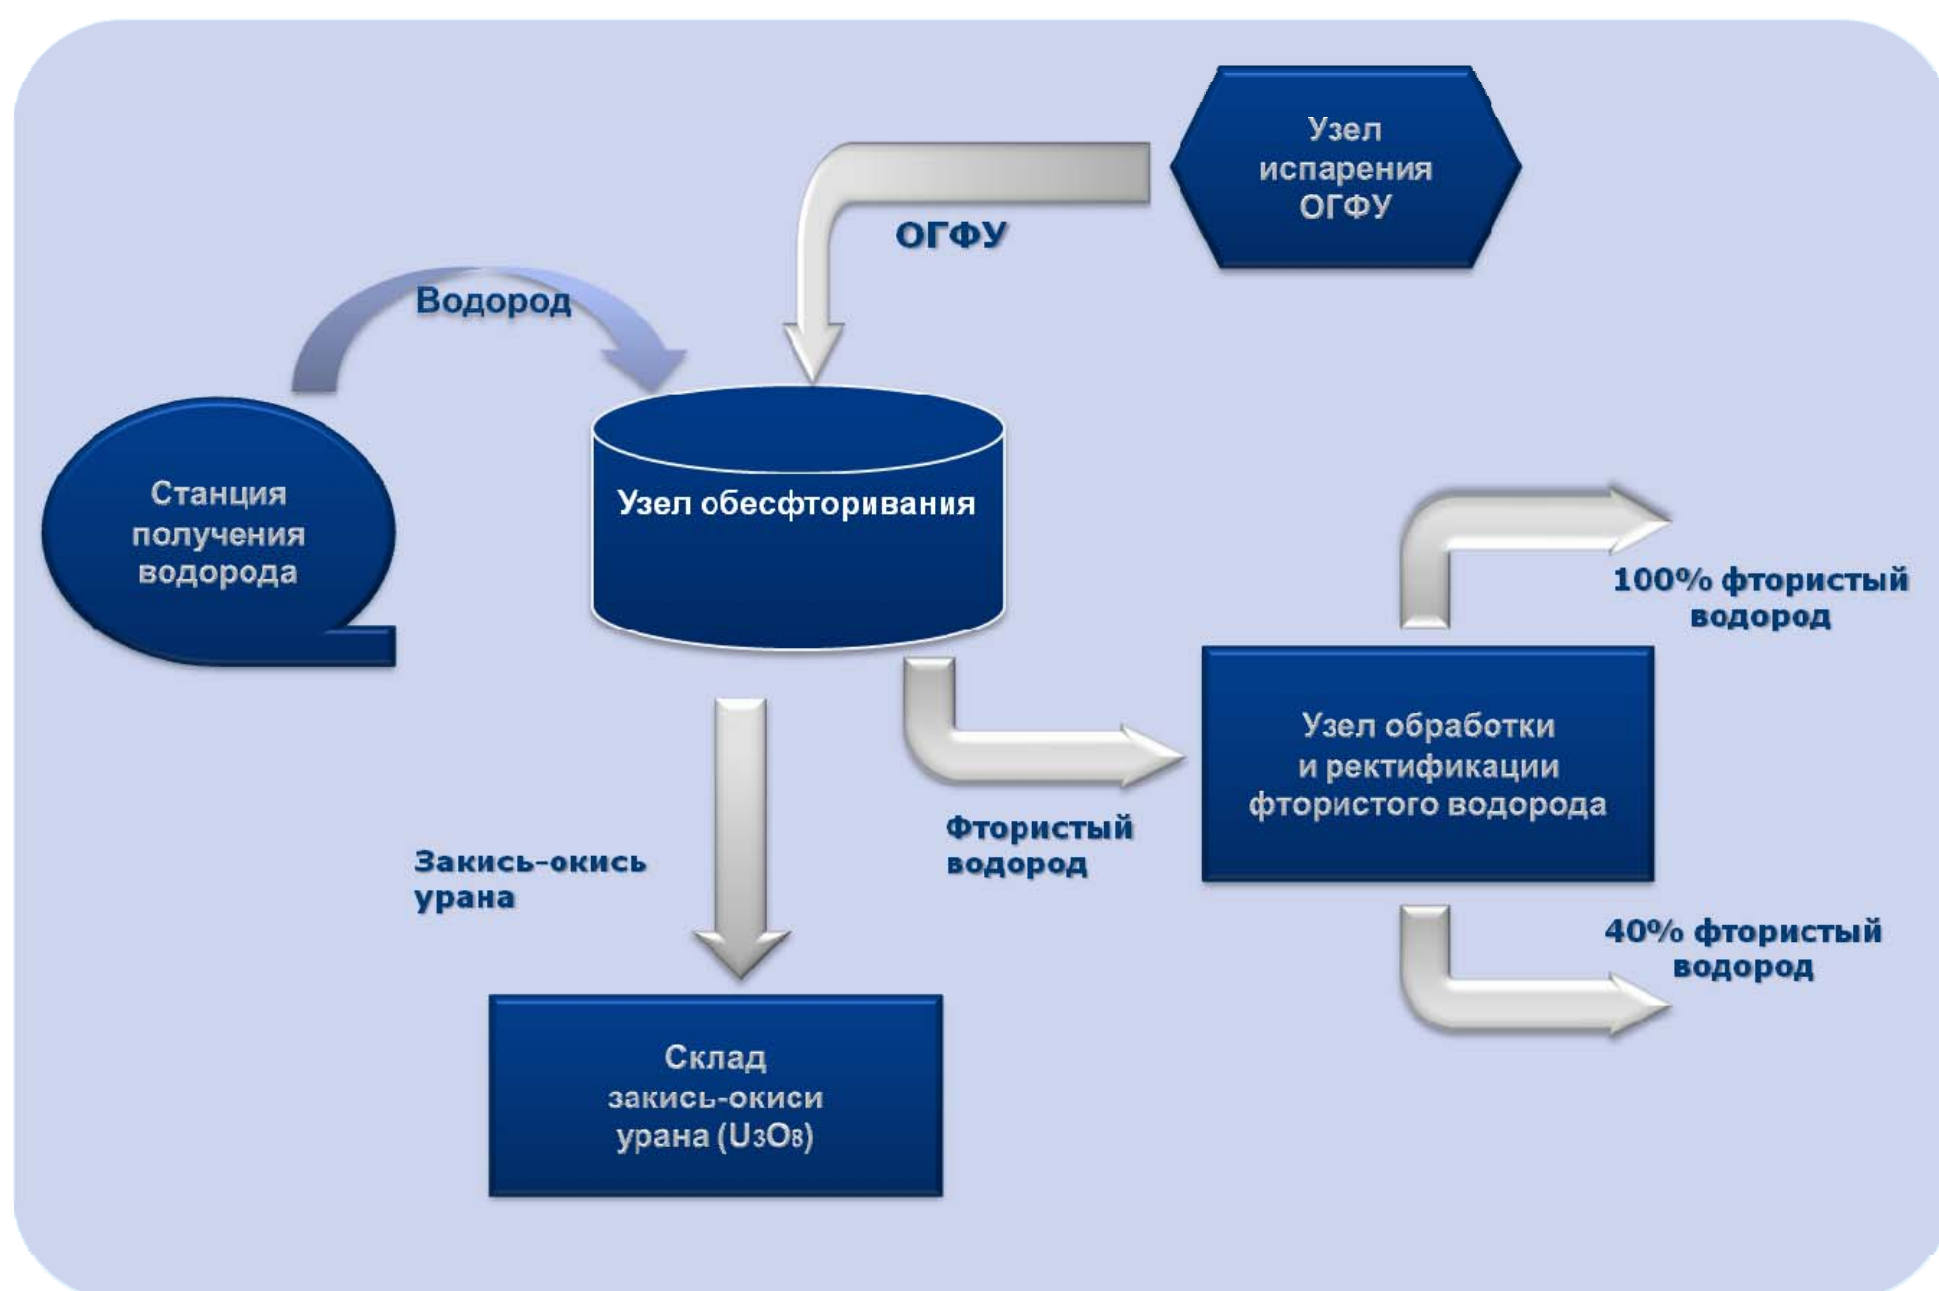 Узел
испарения
ОГФУ
ОГФУ
Водород
Станция
получения
водорода
Узел обесфторивания
100% фтористый
водород
Узел обработки
и ректификации
фтористого водорода
Фтористый
водород
Закись-окись
урана
40% фтористый
водород
Склад
закись-окиси
урана (U₃O₈)